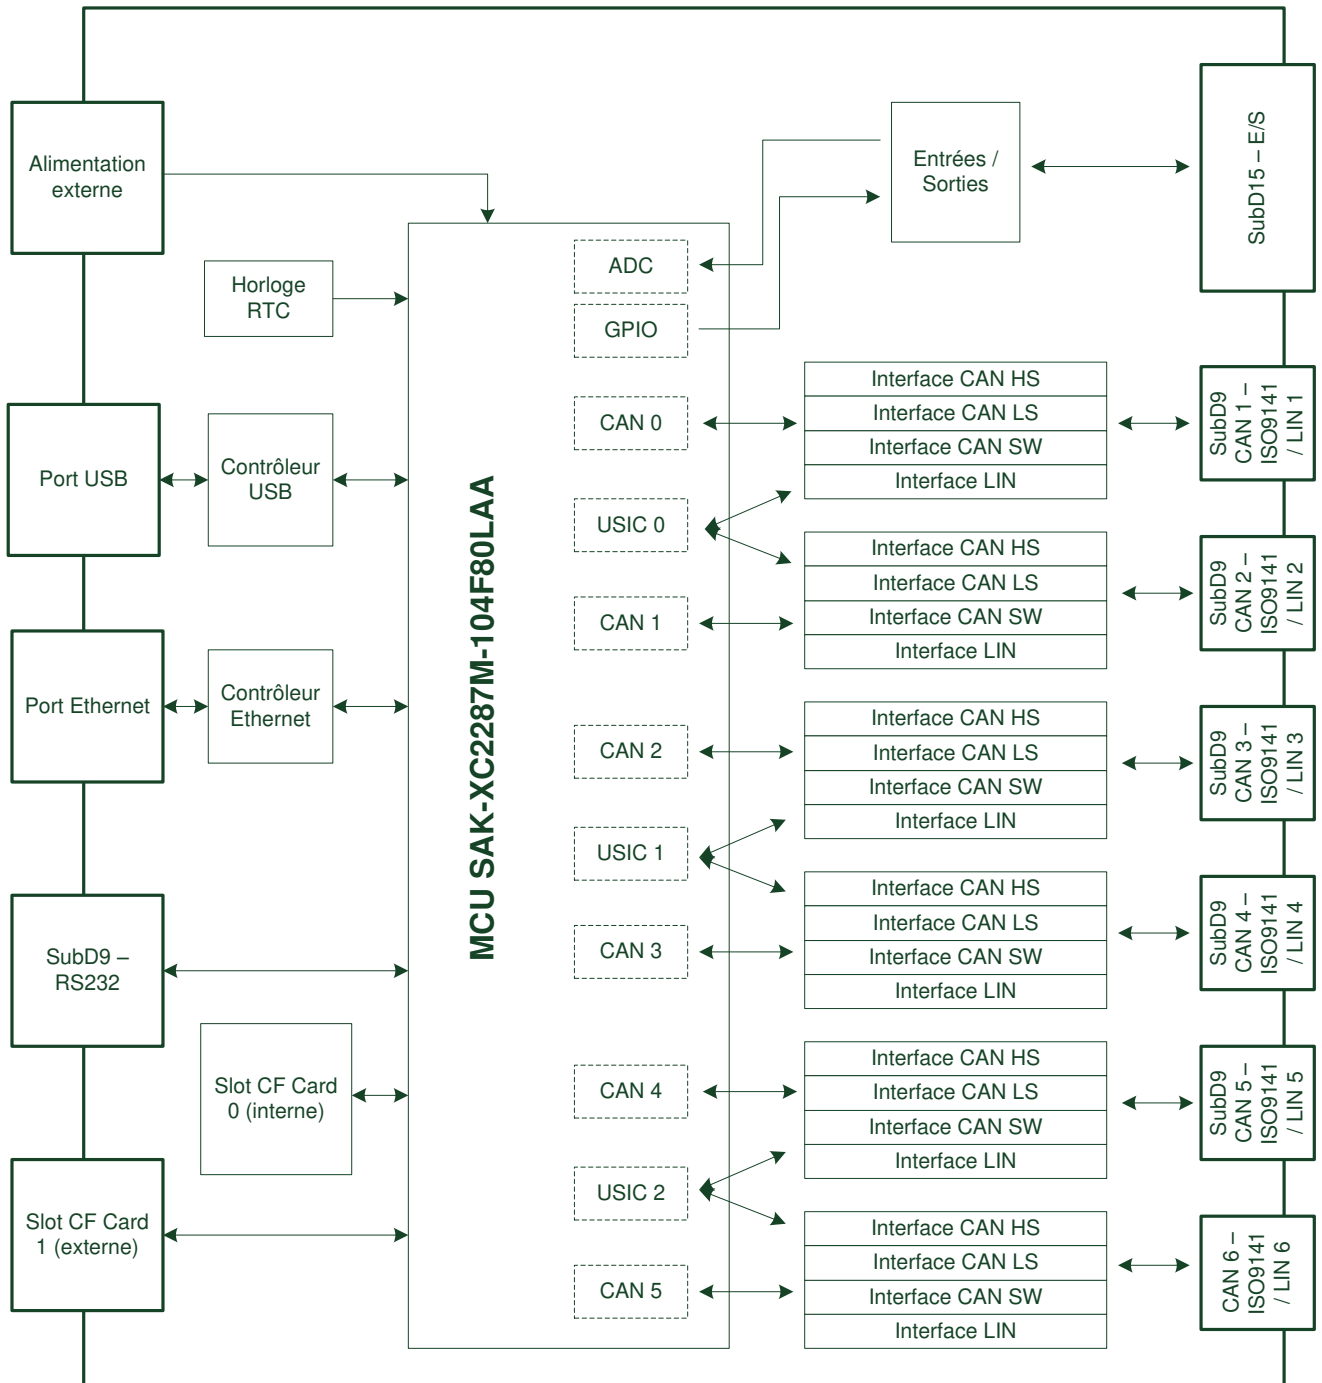 Alimentation
externe
Horloge
RTC
Port USB
Contrôleur
USB
Port Ethernet
Contrôleur
Ethernet
SubD9 –
RS232
Slot CF Card
0 (interne)
Slot CF Card
1 (externe)
MCU SAK-XC2287M-104F80LAA
ADC
GPIO
CAN 0
USIC 0
CAN 1
CAN 2
USIC 1
CAN 3
CAN 4
USIC 2
CAN 5
Entrées /
Sorties
Interface CAN HS
Interface CAN LS
Interface CAN SW
Interface LIN
Interface CAN HS
Interface CAN LS
Interface CAN SW
Interface LIN
Interface CAN HS
Interface CAN LS
Interface CAN SW
Interface LIN
Interface CAN HS
Interface CAN LS
Interface CAN SW
Interface LIN
Interface CAN HS
Interface CAN LS
Interface CAN SW
Interface LIN
Interface CAN HS
Interface CAN LS
Interface CAN SW
Interface LIN
SubD15 – E/S
SubD9
CAN 1 –
ISO9141
/ LIN 1
SubD9
CAN 2 –
ISO9141
/ LIN 2
SubD9
CAN 3 –
ISO9141
/ LIN 3
SubD9
CAN 4 –
ISO9141
/ LIN 4
SubD9
CAN 5 –
ISO9141
/ LIN 5
CAN 6 –
ISO9141
/ LIN 6